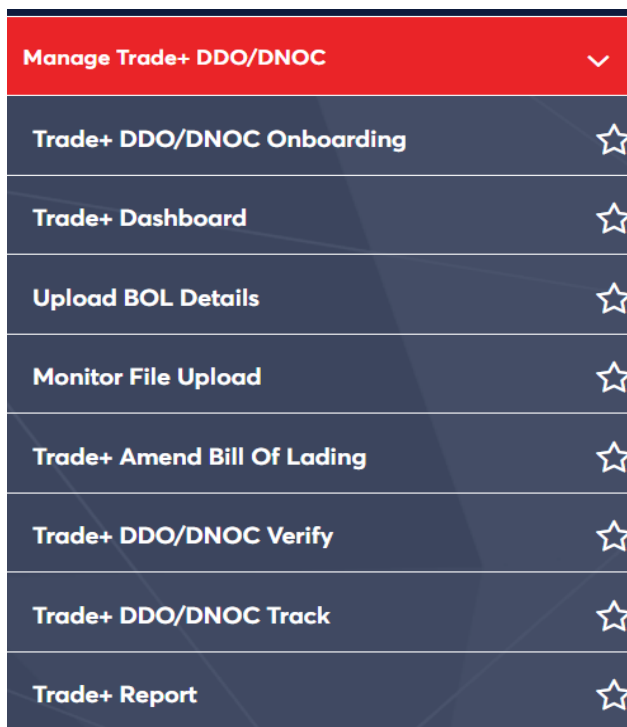 Manage Trade+ DDO/DNOC
Trade+ DDO/DNOC Onboarding
Trade+ Dashboard
Upload BOL Details
Monitor File Upload
Trade+ Amend Bill Of Lading
Trade+ DDO/DNOC Verify
Trade+ DDO/DNOC Track
Trade+ Report